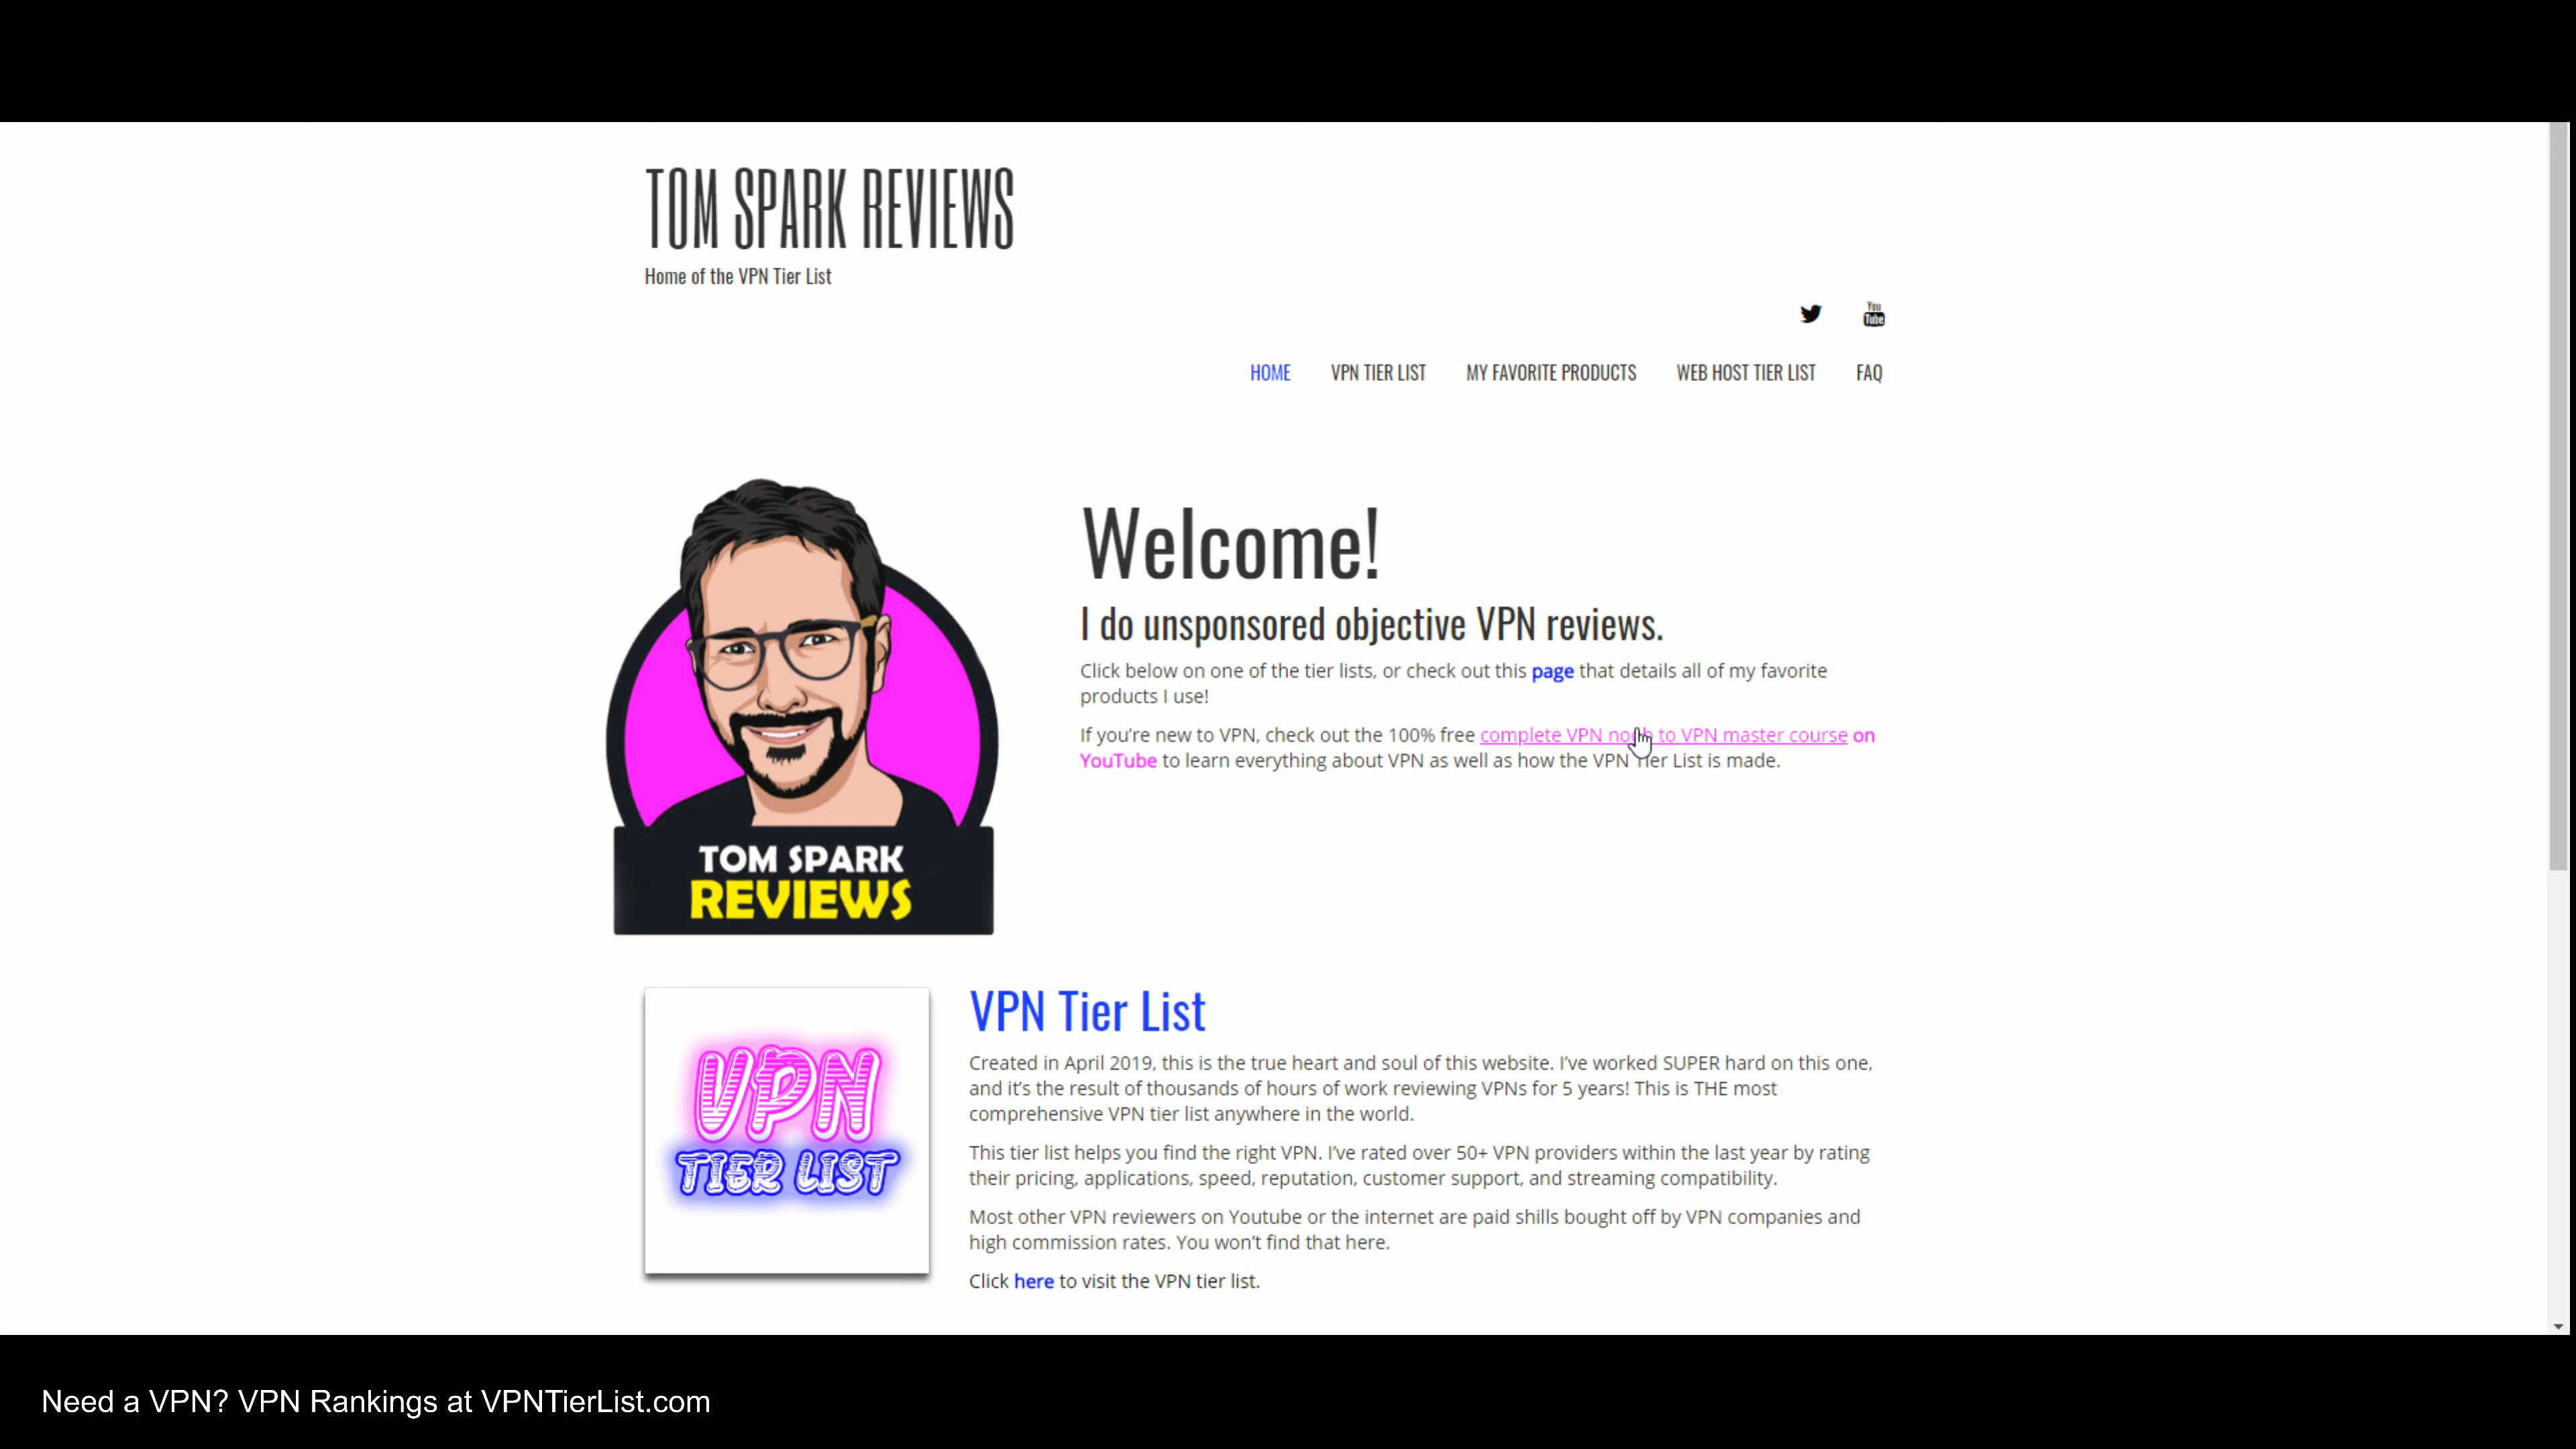 TOM SPARK REVIEWS
Home of the VPN Tier List
You
Tube
HOME VPN TIER LIST MY FAVORITE PRODUCTS WEB HOST TIER LIST FAQ
Welcome!
I do unsponsored objective VPN reviews.
Click below on one of the tier lists, or check out this page that details all of my favorite
products I use!
If you're new to VPN, check out the 100% free complete VPN noob to VPN master course on
YouTube to learn everything about VPN as well as how the VPN Tier List is made.
TOM SPARK
REVIEWS
VPN
TIER LIST
VPN Tier List
Created in April 2019, this is the true heart and soul of this website. I've worked SUPER hard on this one,
and it's the result of thousands of hours of work reviewing VPNs for 5 years! This is THE most
comprehensive VPN tier list anywhere in the world.
This tier list helps you find the right VPN. I've rated over 50+ VPN providers within the last year by rating
their pricing, applications, speed, reputation, customer support, and streaming compatibility.
Most other VPN reviewers on Youtube or the internet are paid shills bought off by VPN companies and
high commission rates. You won't find that here.
Click here to visit the VPN tier list.
Need a VPN? VPN Rankings at VPNTierList.com